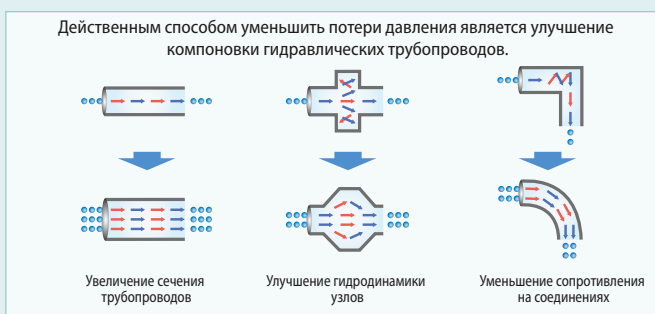 Действенным способом уменьшить потери давления является улучшение
компоновки гидравлических трубопроводов.
Увеличение сечения
трубопроводов
Улучшение гидродинамики
узлов
Уменьшение сопротивления
на соединениях